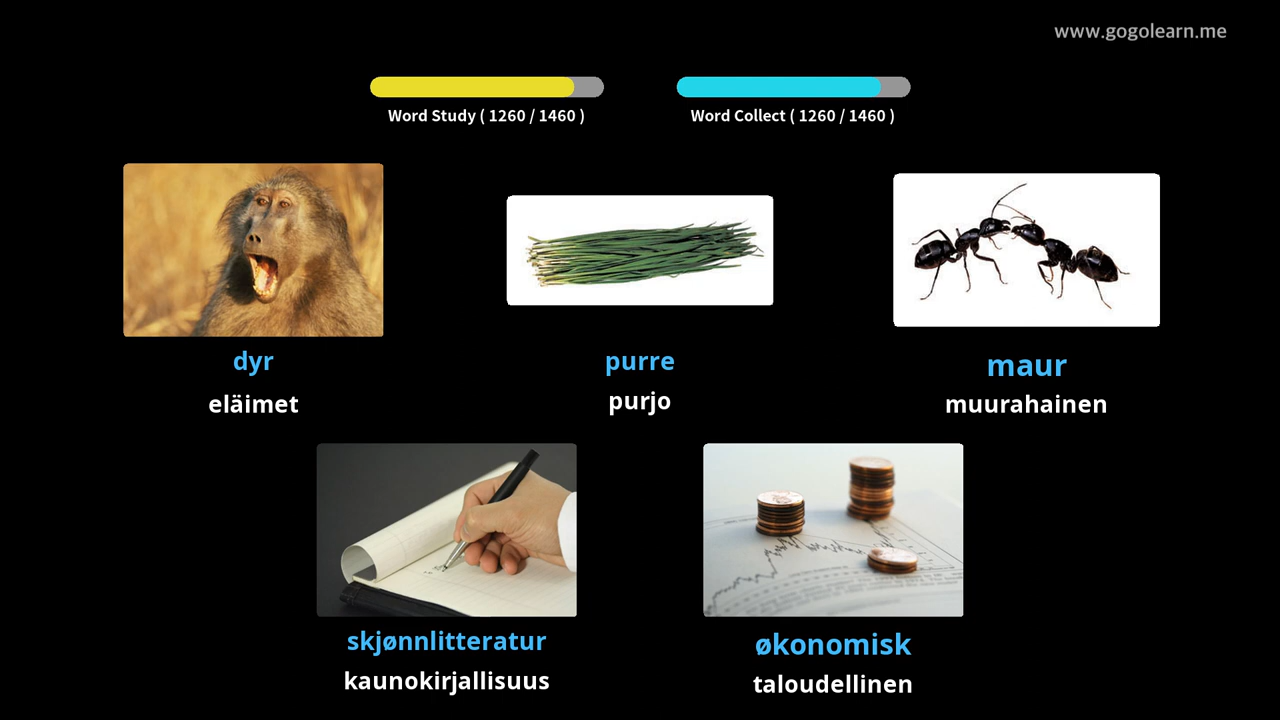 www.gogolearn.me
Word Study ( 1260 / 1460 )
Word Collect ( 1260 / 1460 )
dyr
eläimet
purre
purjo
maur
muurahainen
skjønnlitteratur
kaunokirjallisuus
økonomisk
taloudellinen